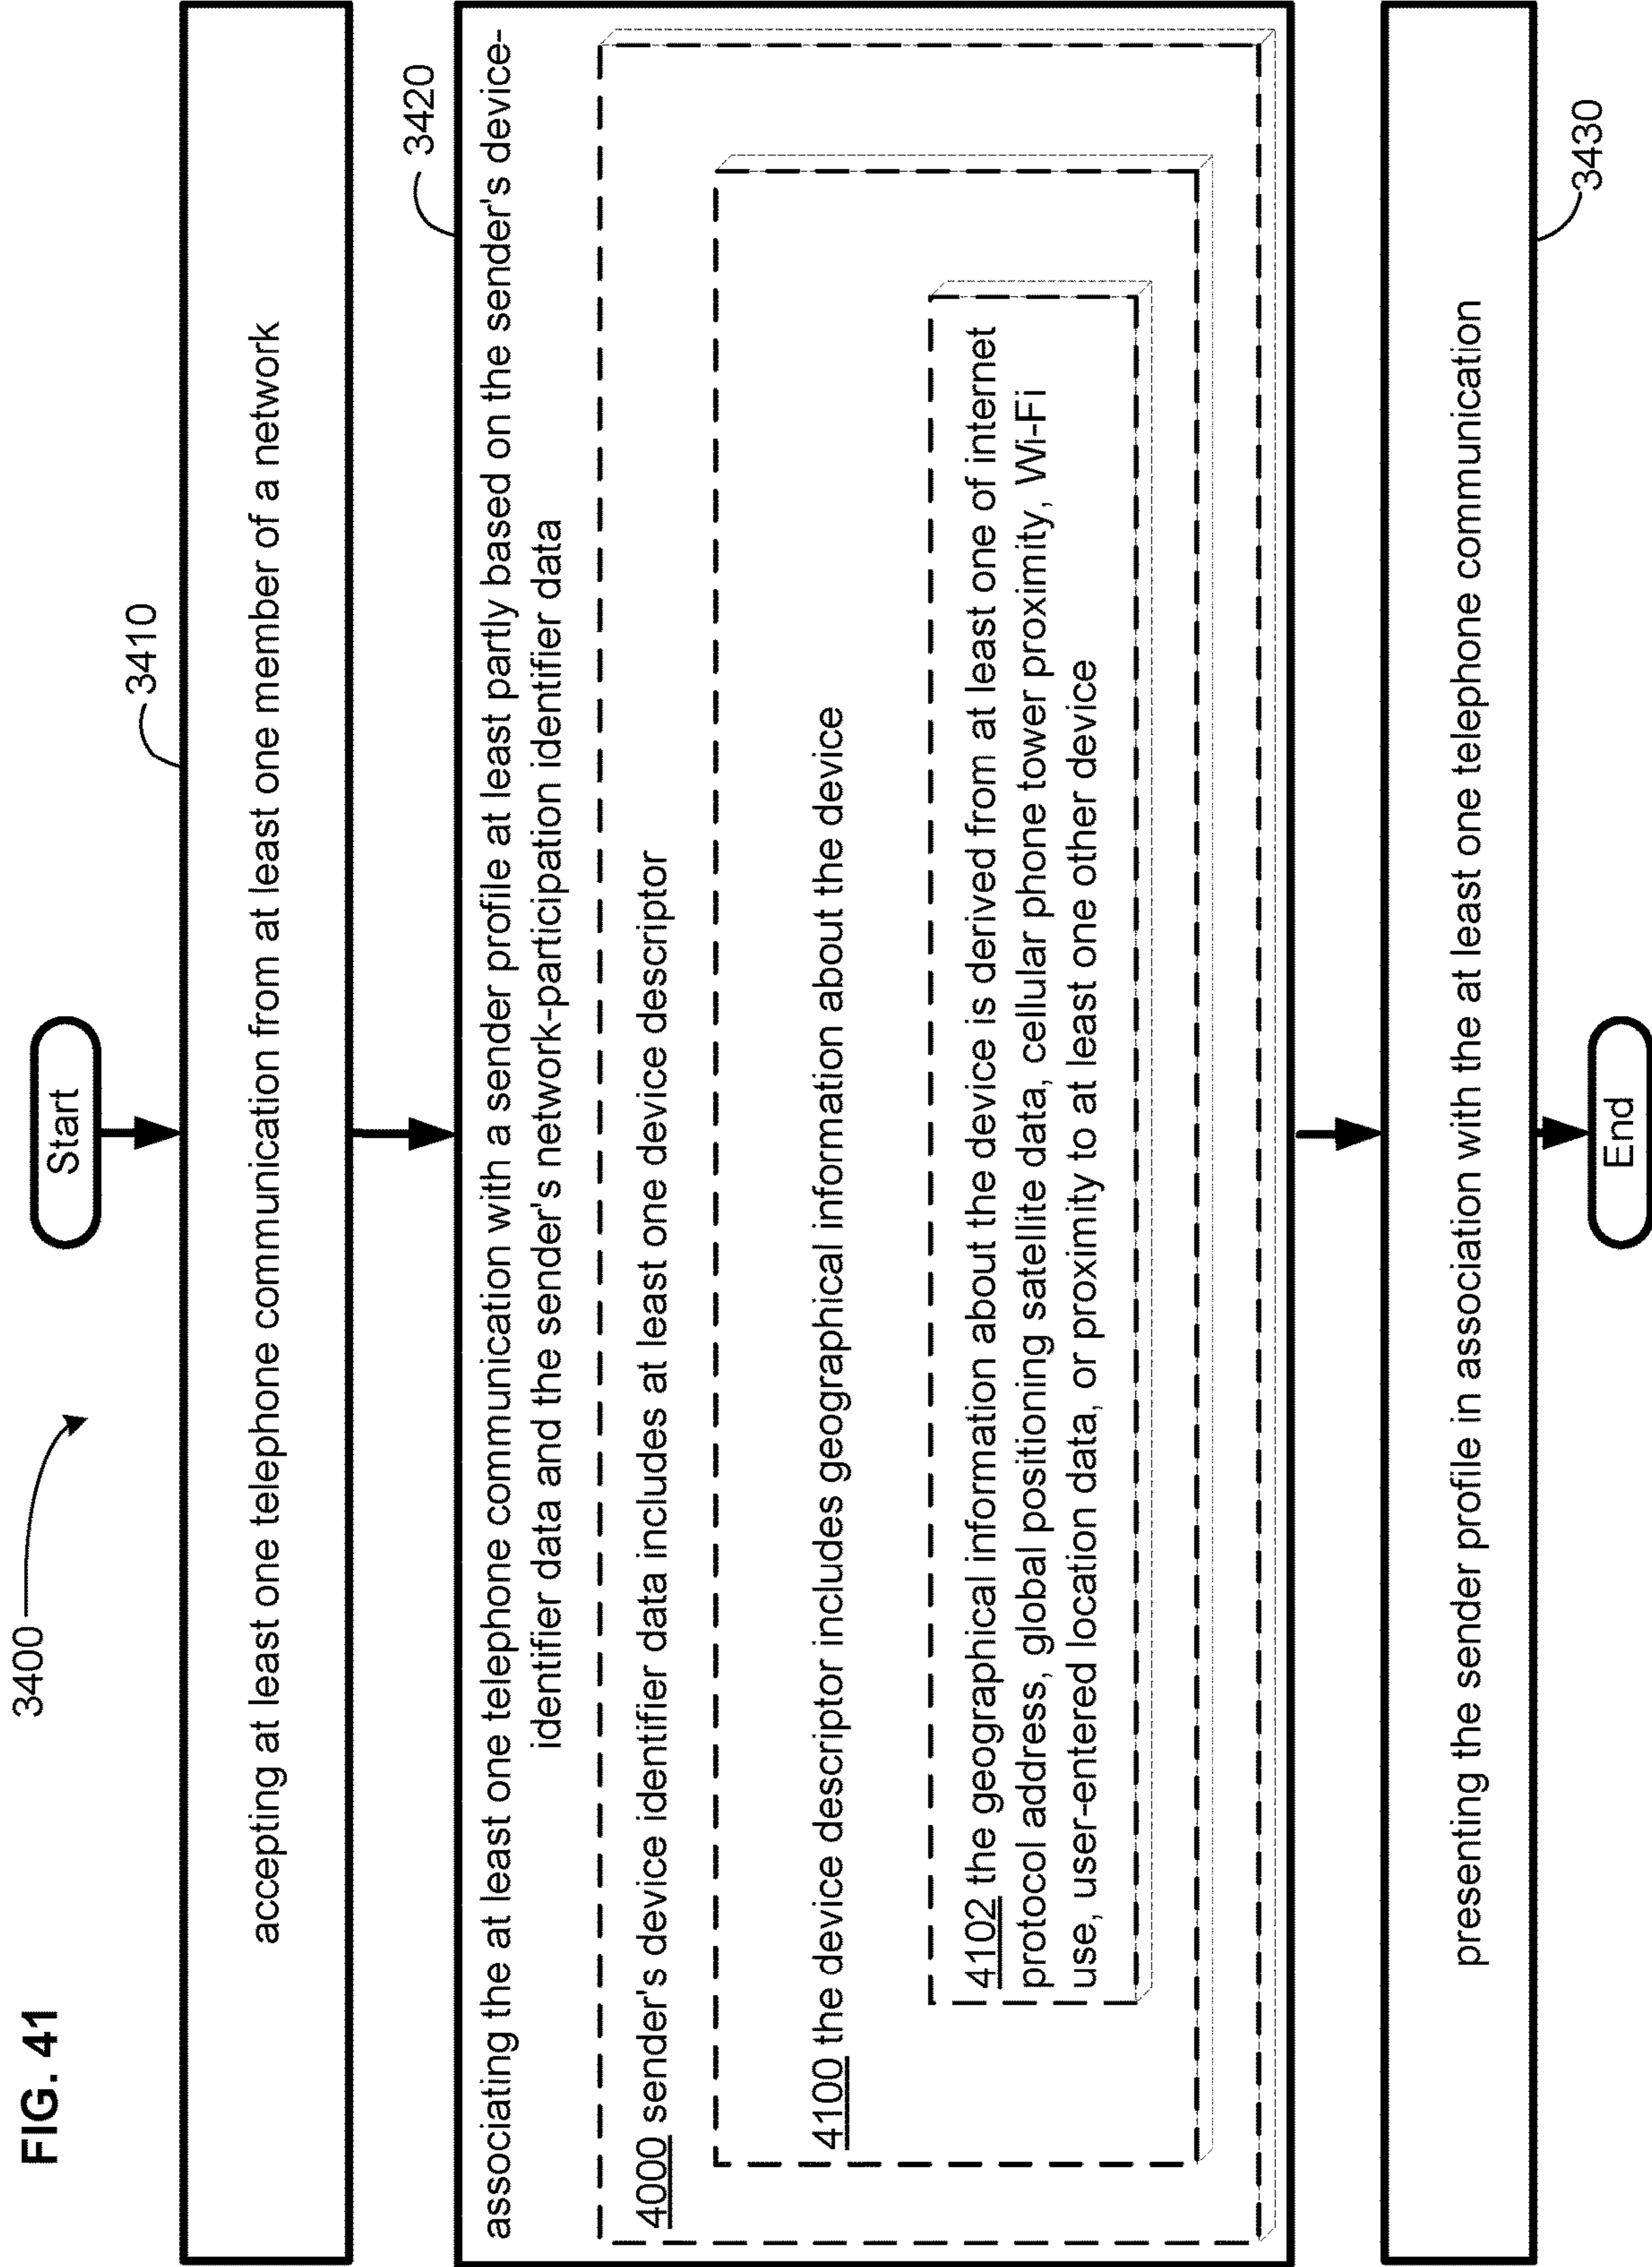 FIG. 41
3400
Start
3410
accepting at least one telephone communication from at least one member of a network
3420
associating the at least one telephone communication with a sender profile at least partly based on the sender's device-
identifier data and the sender's network-participation identifier data
4000 sender's device identifier data includes at least one device descriptor
4100 the device descriptor includes geographical information about the device
4102 the geographical information about the device is derived from at least one of internet
protocol address, global positioning satellite data, cellular phone tower proximity, Wi-Fi
use, user-entered location data, or proximity to at least one other device
presenting the sender profile in association with the at least one telephone communication
3430
End